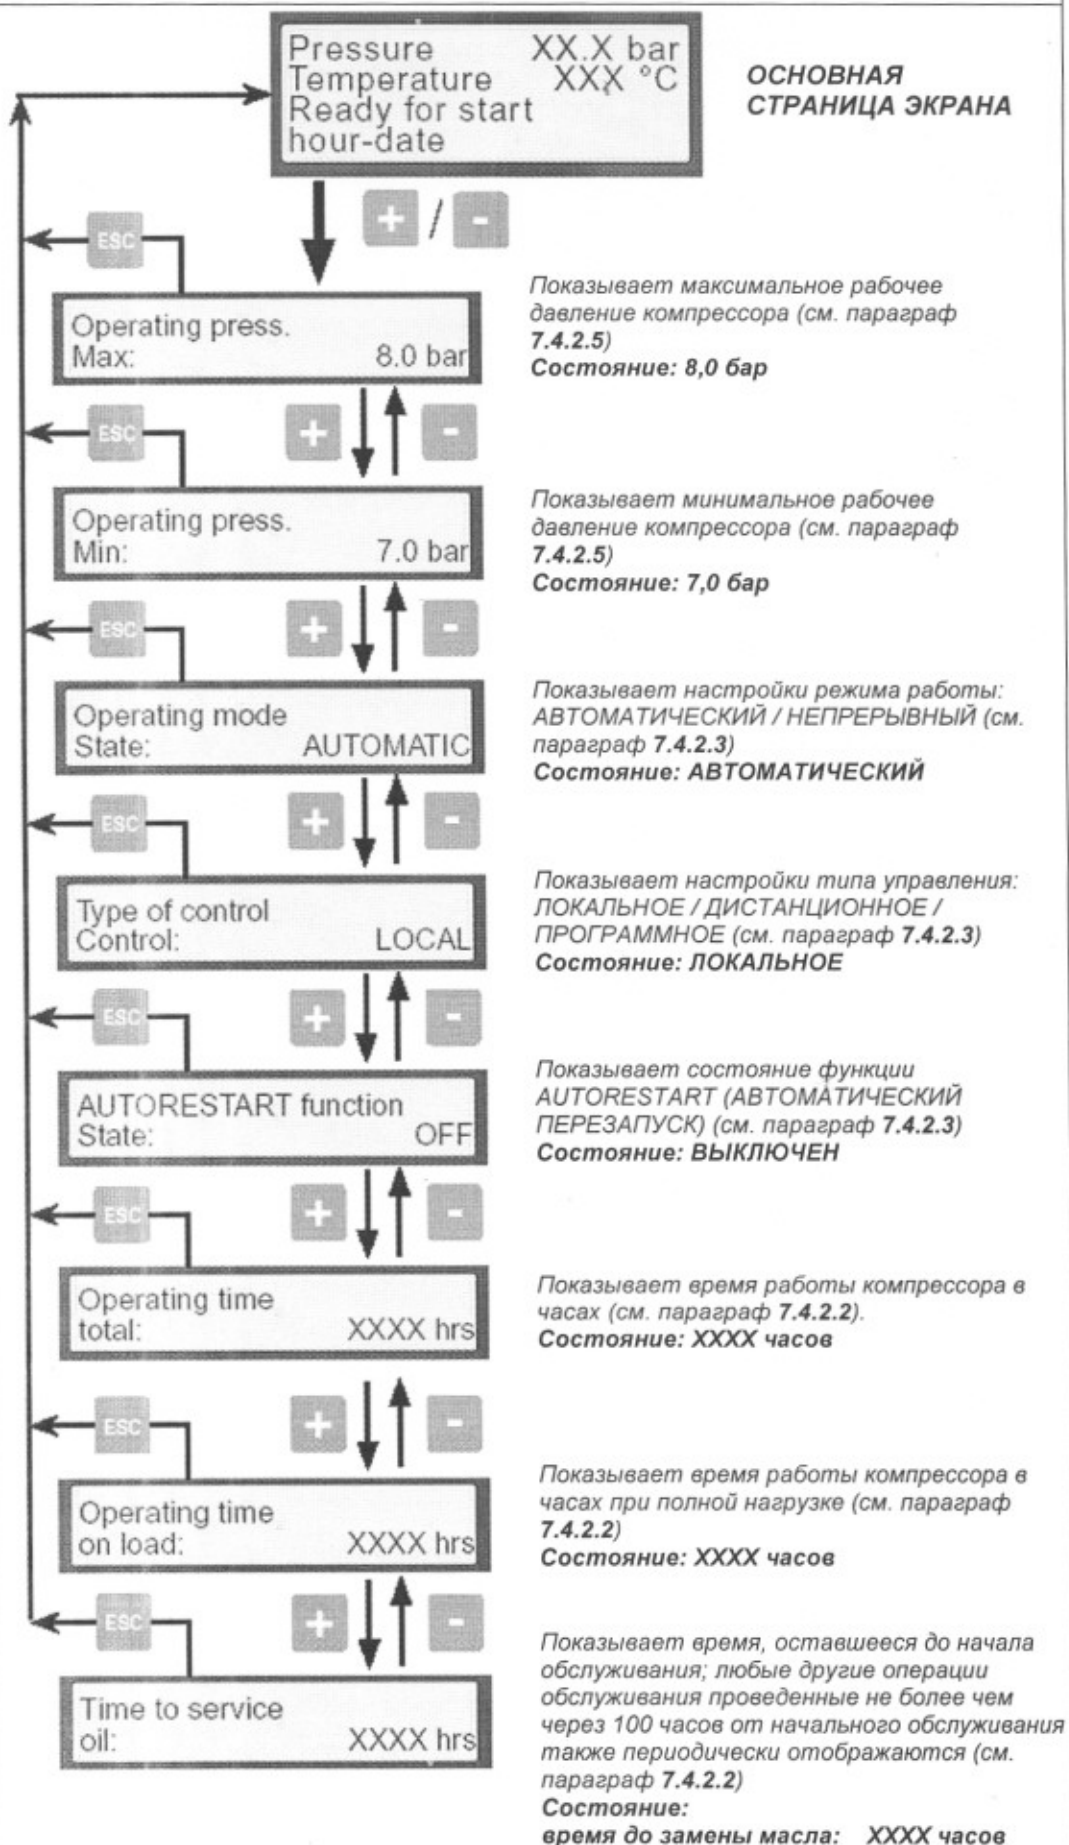 Pressure XX.X bar
Temperature XXX °C
Ready for start
hour-date
ОСНОВНАЯ
СТРАНИЦА ЭКРАНА
+ / -
ESC
Operating press.
Max: 8.0 bar
Показывает максимальное рабочее
давление компрессора (см. параграф
7.4.2.5)
Состояние: 8,0 бар
ESC + -
Operating press.
Min: 7.0 bar
Показывает минимальное рабочее
давление компрессора (см. параграф
7.4.2.5)
Состояние: 7,0 бар
ESC + -
Operating mode
State: AUTOMATIC
Показывает настройки режима работы:
АВТОМАТИЧЕСКИЙ / НЕПРЕРЫВНЫЙ (см.
параграф 7.4.2.3)
Состояние: АВТОМАТИЧЕСКИЙ
ESC + -
Type of control
Control: LOCAL
Показывает настройки типа управления:
ЛОКАЛЬНОЕ / ДИСТАНЦИОННОЕ /
ПРОГРАММНОЕ (см. параграф 7.4.2.3)
Состояние: ЛОКАЛЬНОЕ
ESC + -
AUTORESTART function
State: OFF
Показывает состояние функции
AUTORESTART (АВТОМАТИЧЕСКИЙ
ПЕРЕЗАПУСК) (см. параграф 7.4.2.3)
Состояние: ВЫКЛЮЧЕН
ESC + -
Operating time
total: XXXX hrs
Показывает время работы компрессора в
часах (см. параграф 7.4.2.2).
Состояние: XXXX часов
ESC + -
Operating time
on load: XXXX hrs
Показывает время работы компрессора в
часах при полной нагрузке (см. параграф
7.4.2.2)
Состояние: XXXX часов
ESC + -
Time to service
oil: XXXX hrs
Показывает время, оставшееся до начала
обслуживания; любые другие операции
обслуживания проведенные не более чем
через 100 часов от начального обслуживания
также периодически отображаются (см.
параграф 7.4.2.2)
Состояние:
время до замены масла: XXXX часов